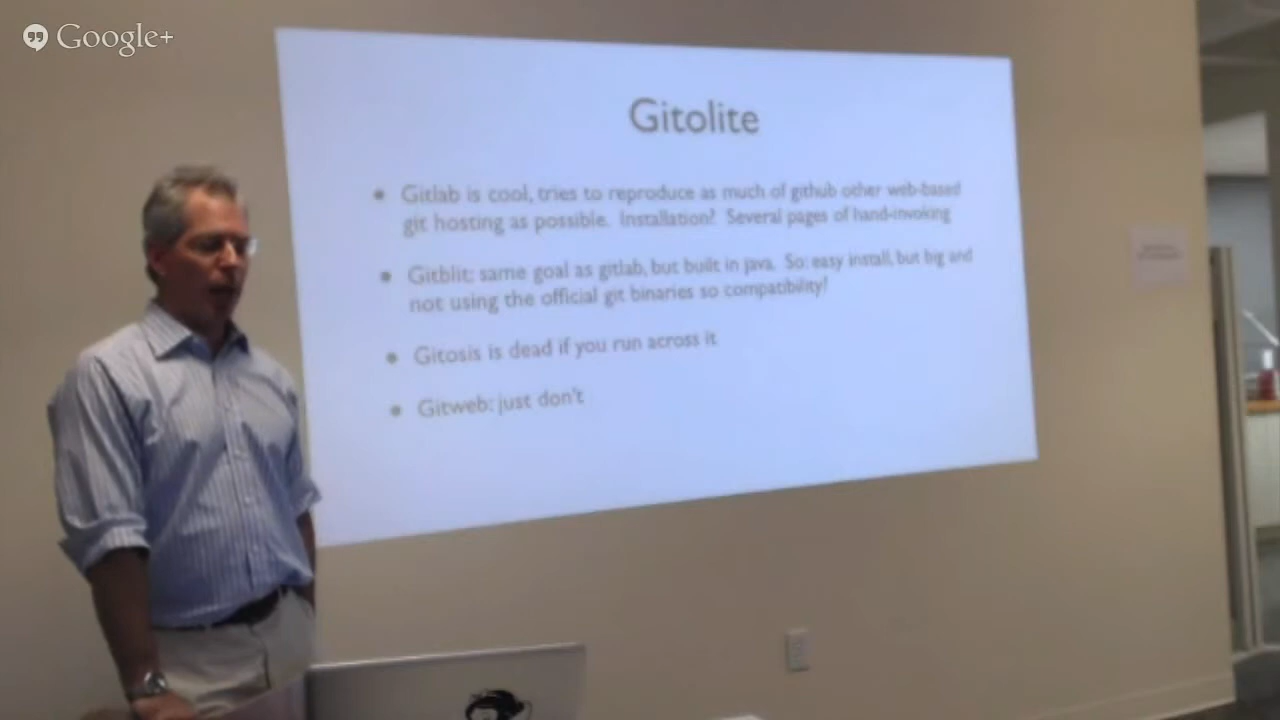 Google+
Gitolite
Gitlab is cool, tries to reproduce as much of github other web-based
git hosting as possible. Installation? Several pages of hand-invoking
Gitblit: same goal as gitlab, but built in java. So: easy install, but big and
not using the official git binaries so compatibility?
Gitosis is dead if you run across it
Gitweb: just don't